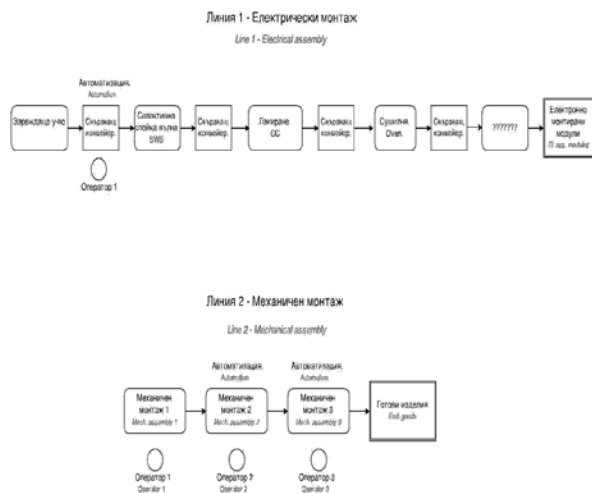 Линия 1 - Електрически монтаж
Line 1 - Electrical assembly
Автоматизация.
Automation
Зареждащо у-во
Свързващ конвейер.
Селективна спойка вълна SWS
Свързващ конвейер.
Лакиране. CC.
Свързващ конвейер.
Сушилня. Oven.
Свързващ конвейер.
???????
Електронно монтирани модули
Оператор 1
Линия 2 - Механичен монтаж
Line 2 - Mechanical assembly
Автоматизация.
Automation
Автоматизация.
Automation
Механичен монтаж 1
Mech. assembly 1
Механичен монтаж 2
Mech. assembly 2
Механичен монтаж 3
Mech. assembly 3
Готови изделия
Оператор 1
Operator 1
Оператор 2
Operator 2
Оператор 3
Operator 3